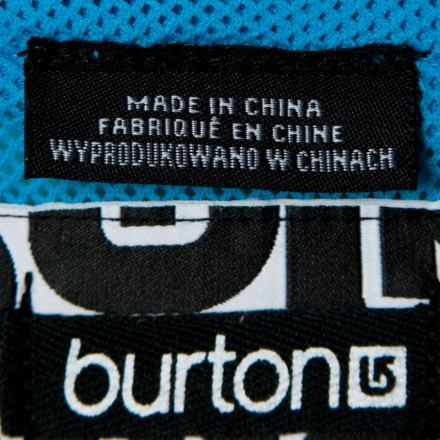 MADE IN CHINA
FABRIQUÉ EN CHINE
WYPRODUKOWANO W CHINACH
burton